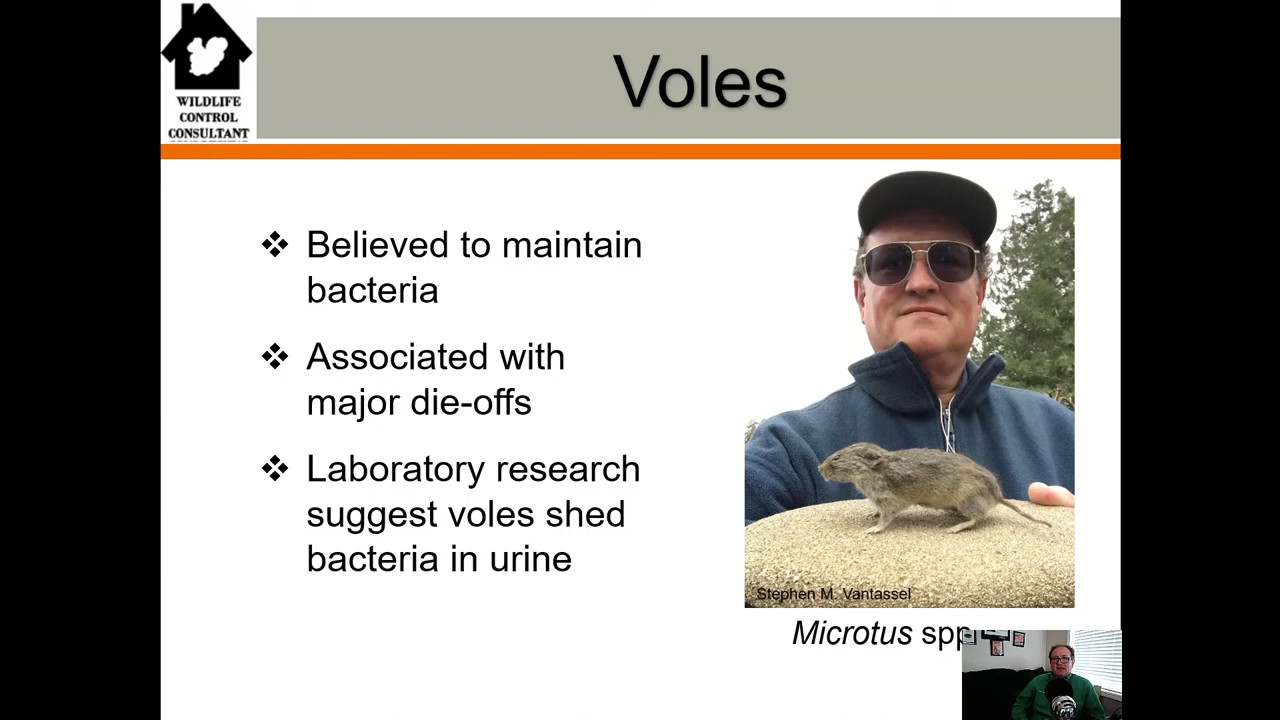 Voles
WILDLIFE
CONTROL
CONSULTANT
Believed to maintain
bacteria
Associated with
major die-offs
Laboratory research
suggest voles shed
bacteria in urine
Stephen M. Vantassel
Microtus spp